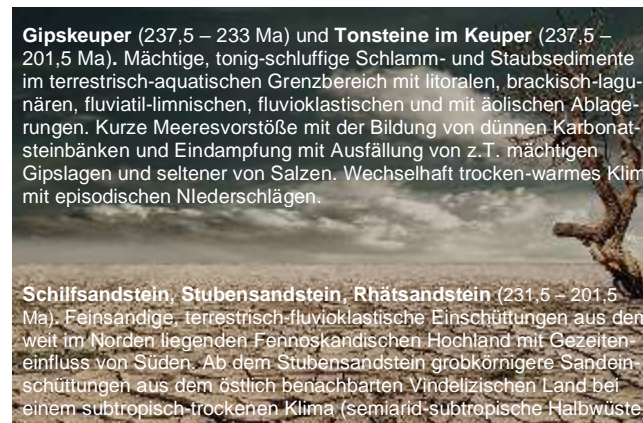 Gipskeuper (237,5 – 233 Ma) und Tonsteine im Keuper (237,5 –
201,5 Ma). Mächtige, tonig-schluffige Schlamm- und Staubsedimente
im terrestrisch-aquatischen Grenzbereich mit litoralen, brackisch-lagu-
nären, fluviatil-limnischen, fluvioklastischen und mit äolischen Ablage-
rungen. Kurze Meeresvorstöße mit der Bildung von dünnen Karbonat-
steinbänken und Eindampfung mit Ausfällung von z.T. mächtigen
Gipslagen und seltener von Salzen. Wechselhaft trocken-warmes Klim
mit episodischen NIederschlägen.
Schilfsandstein, Stubensandstein, Rhätsandstein (231,5 – 201,5
Ma). Feinsandige, terrestrisch-fluvioklastische Einschüttungen aus dem
weit im Norden liegenden Fennoskandischen Hochland mit Gezeiten-
einfluss von Süden. Ab dem Stubensandstein grobkörnigere Sandein-
schüttungen aus dem östlich benachbarten Vindelizischen Land bei
einem subtropisch-trockenen Klima (semiarid-subtropische Halbwüste